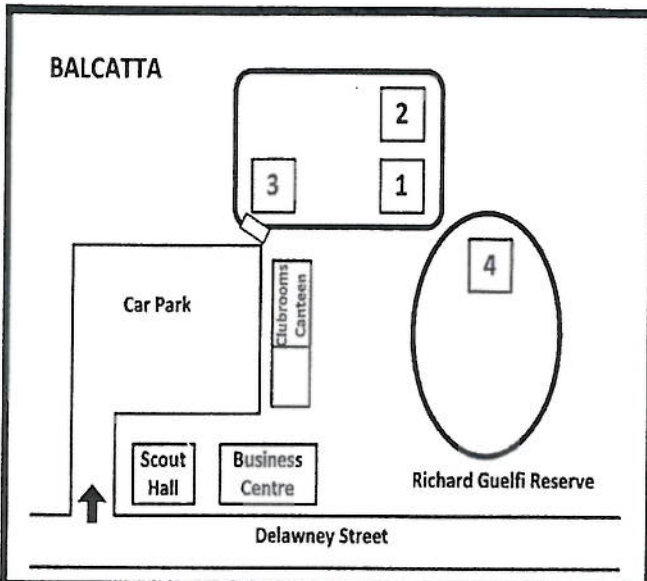 BALCATTA
2
3
1
4
Car Park
Clubrooms
Canteen
Scout
Hall
Business
Centre
Richard Guelfi Reserve
Delawney Street